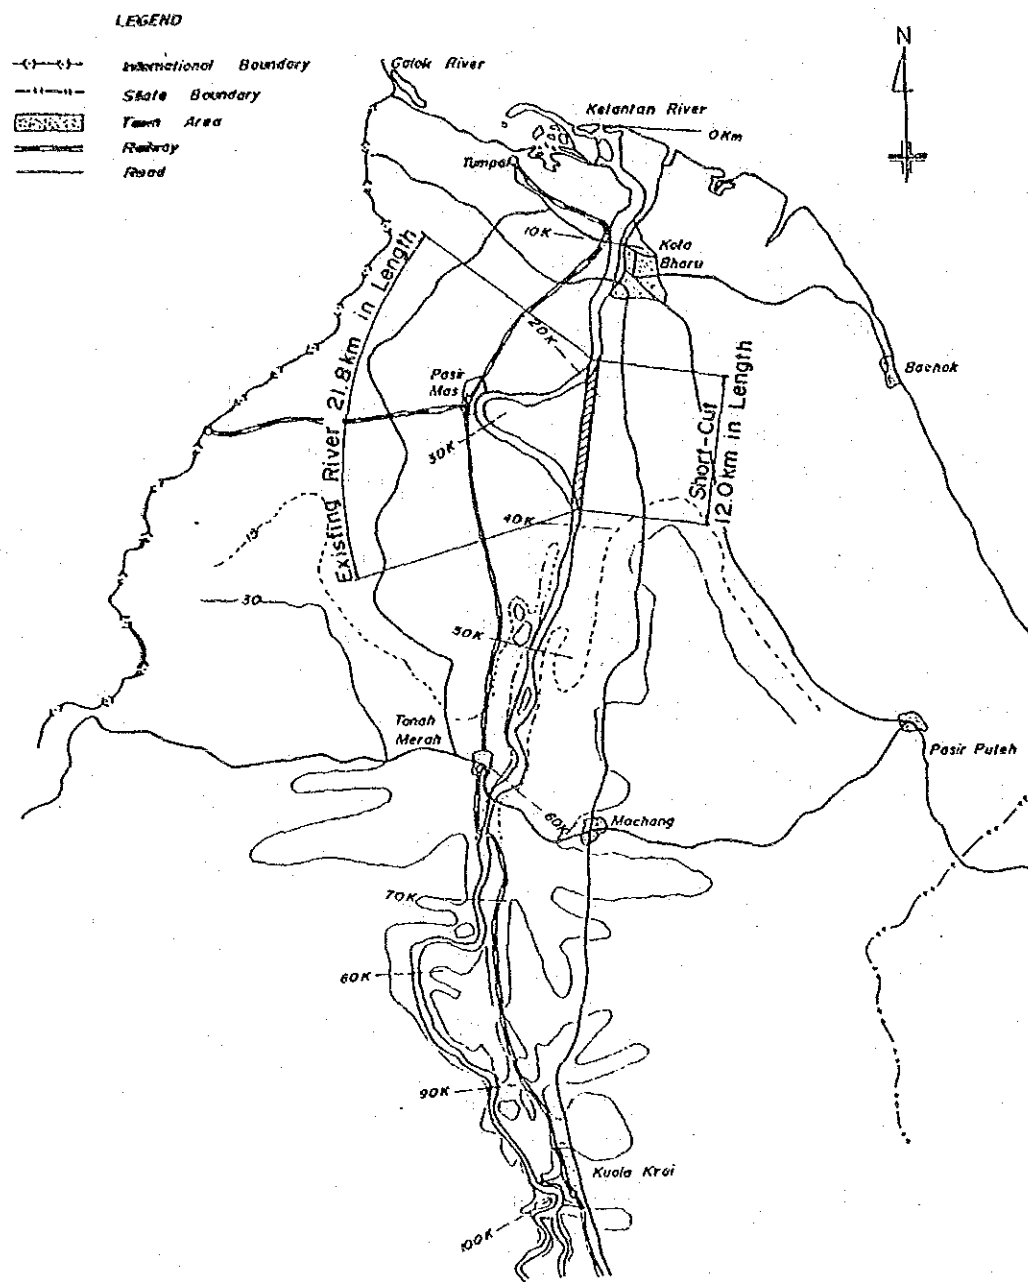 LEGEND
International Boundary
State Boundary
Town Area
Railway
Road
Golok River
Kelantan River
0Km
N
Tumpat
10K
Kota
Bharu
20K
Existing River 21.8km in Length
Pasir
Mas
30K
Bachok
Short-Cut
12.0km in Length
40K
15
30
50K
Tanah
Merah
Pasir Puteh
60K
Machang
70K
80K
90K
Kuala Krai
100K